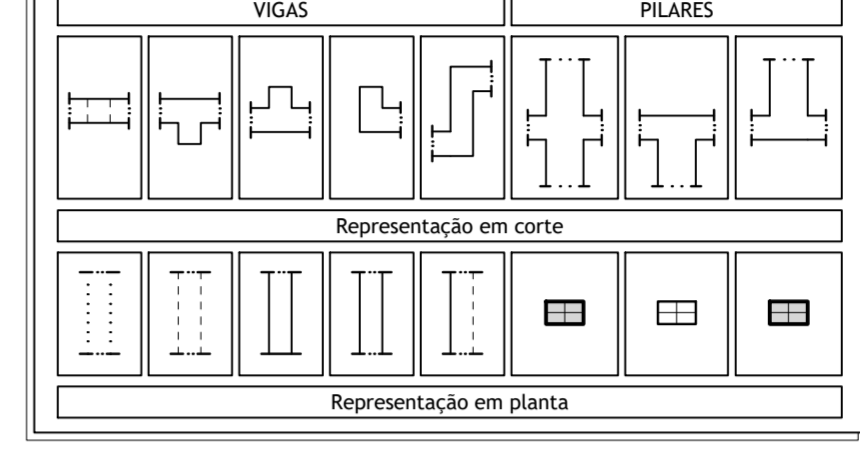 VIGAS
PILARES
Representação em corte
Representação em planta